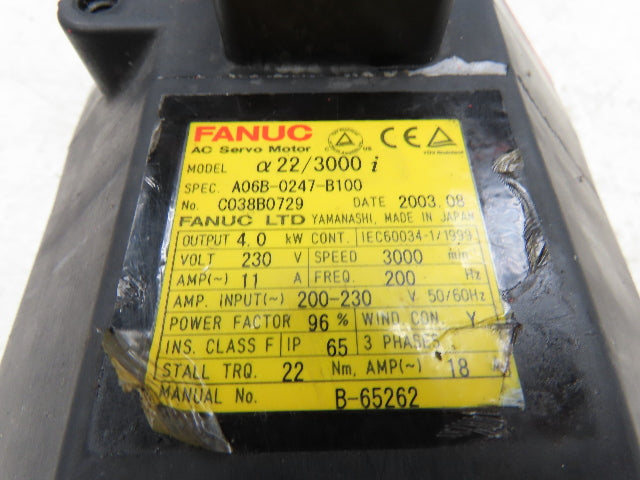 FANUC
AC Servo Motor
MODEL α22/3000 i
SPEC. A06B-0247-B100
No. C038B0729 DATE 2003.08
FANUC LTD YAMANASHI, MADE IN JAPAN
OUTPUT 4.0 kW CONT. IEC60034-1/1999
VOLT 230 V SPEED 3000 min
AMP(~) 11 A FREQ. 200 Hz
AMP. INPUT(~) 200-230 V 50/60Hz
POWER FACTOR 96 % WIND CON. Y
INS. CLASS F IP 65 3 PHASES
STALL TRQ. 22 Nm, AMP(~) 18
MANUAL No. B-65262